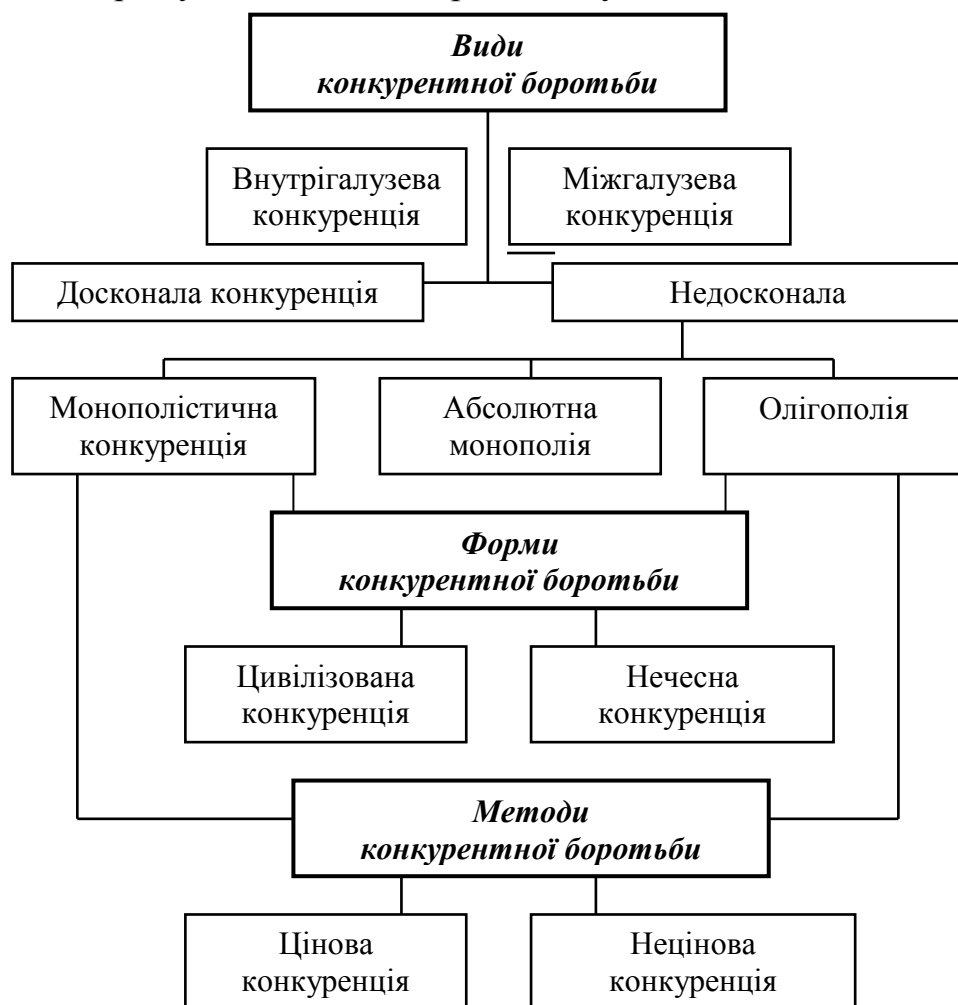 Види
конкурентної боротьби
Внутрігалузева
конкуренція
Міжгалузева
конкуренція
Досконала конкуренція
Недосконала
Монополістична
конкуренція
Абсолютна
монополія
Олігополія
Форми
конкурентної боротьби
Цивілізована
конкуренція
Нечесна
конкуренція
Методи
конкурентної боротьби
Цінова
конкуренція
Нецінова
конкуренція